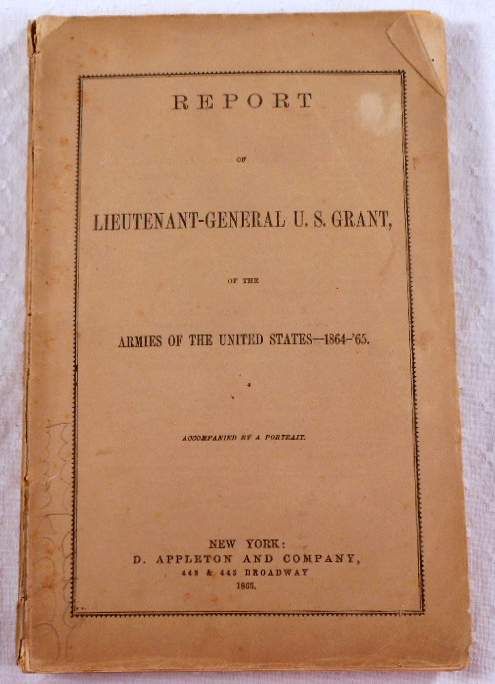 REPORT
OF
LIEUTENANT-GENERAL U. S. GRANT,
OF THE
ARMIES OF THE UNITED STATES—1864-'65.
ACCOMPANIED BY A PORTRAIT.
NEW YORK:
D. APPLETON AND COMPANY,
443 & 445 BROADWAY
1865.